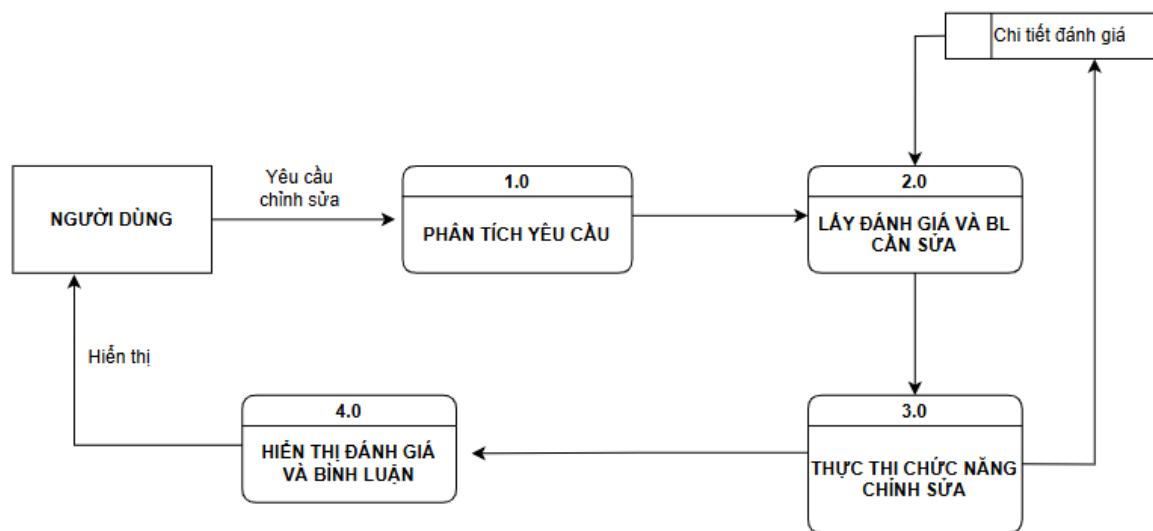 Chi tiết đánh giá
NGƯỜI DÙNG
Yêu cầu
chỉnh sửa
1.0
PHÂN TÍCH YÊU CẦU
2.0
LẤY ĐÁNH GIÁ VÀ BL
CẦN SỬA
Hiển thị
4.0
HIỂN THỊ ĐÁNH GIÁ
VÀ BÌNH LUẬN
3.0
THỰC THI CHỨC NĂNG
CHỈNH SỬA